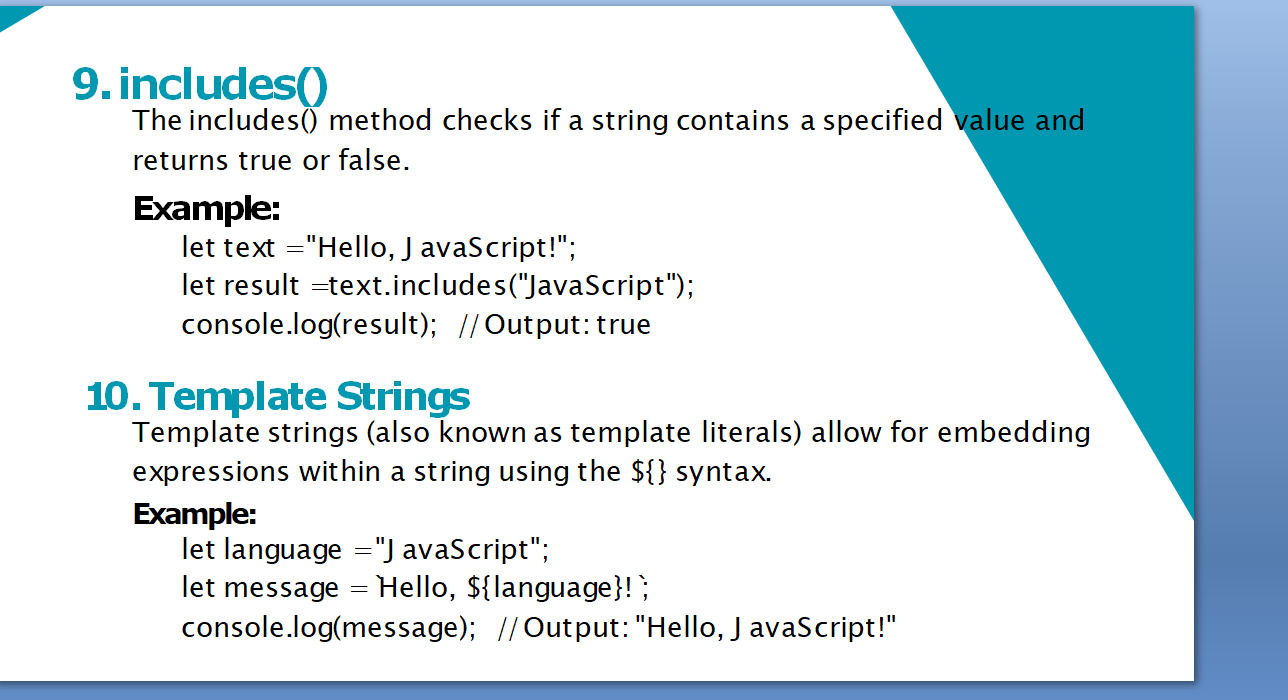 9. includes()
The includes() method checks if a string contains a specified value and
returns true or false.
Example:
let text ="Hello, J avaScript!";
let result =text.includes("JavaScript");
console.log(result); // Output: true
10. Template Strings
Template strings (also known as template literals) allow for embedding
expressions within a string using the ${} syntax.
Example:
let language ="J avaScript";
let message = `Hello, ${language}! `;
console.log(message); // Output: "Hello, J avaScript!"